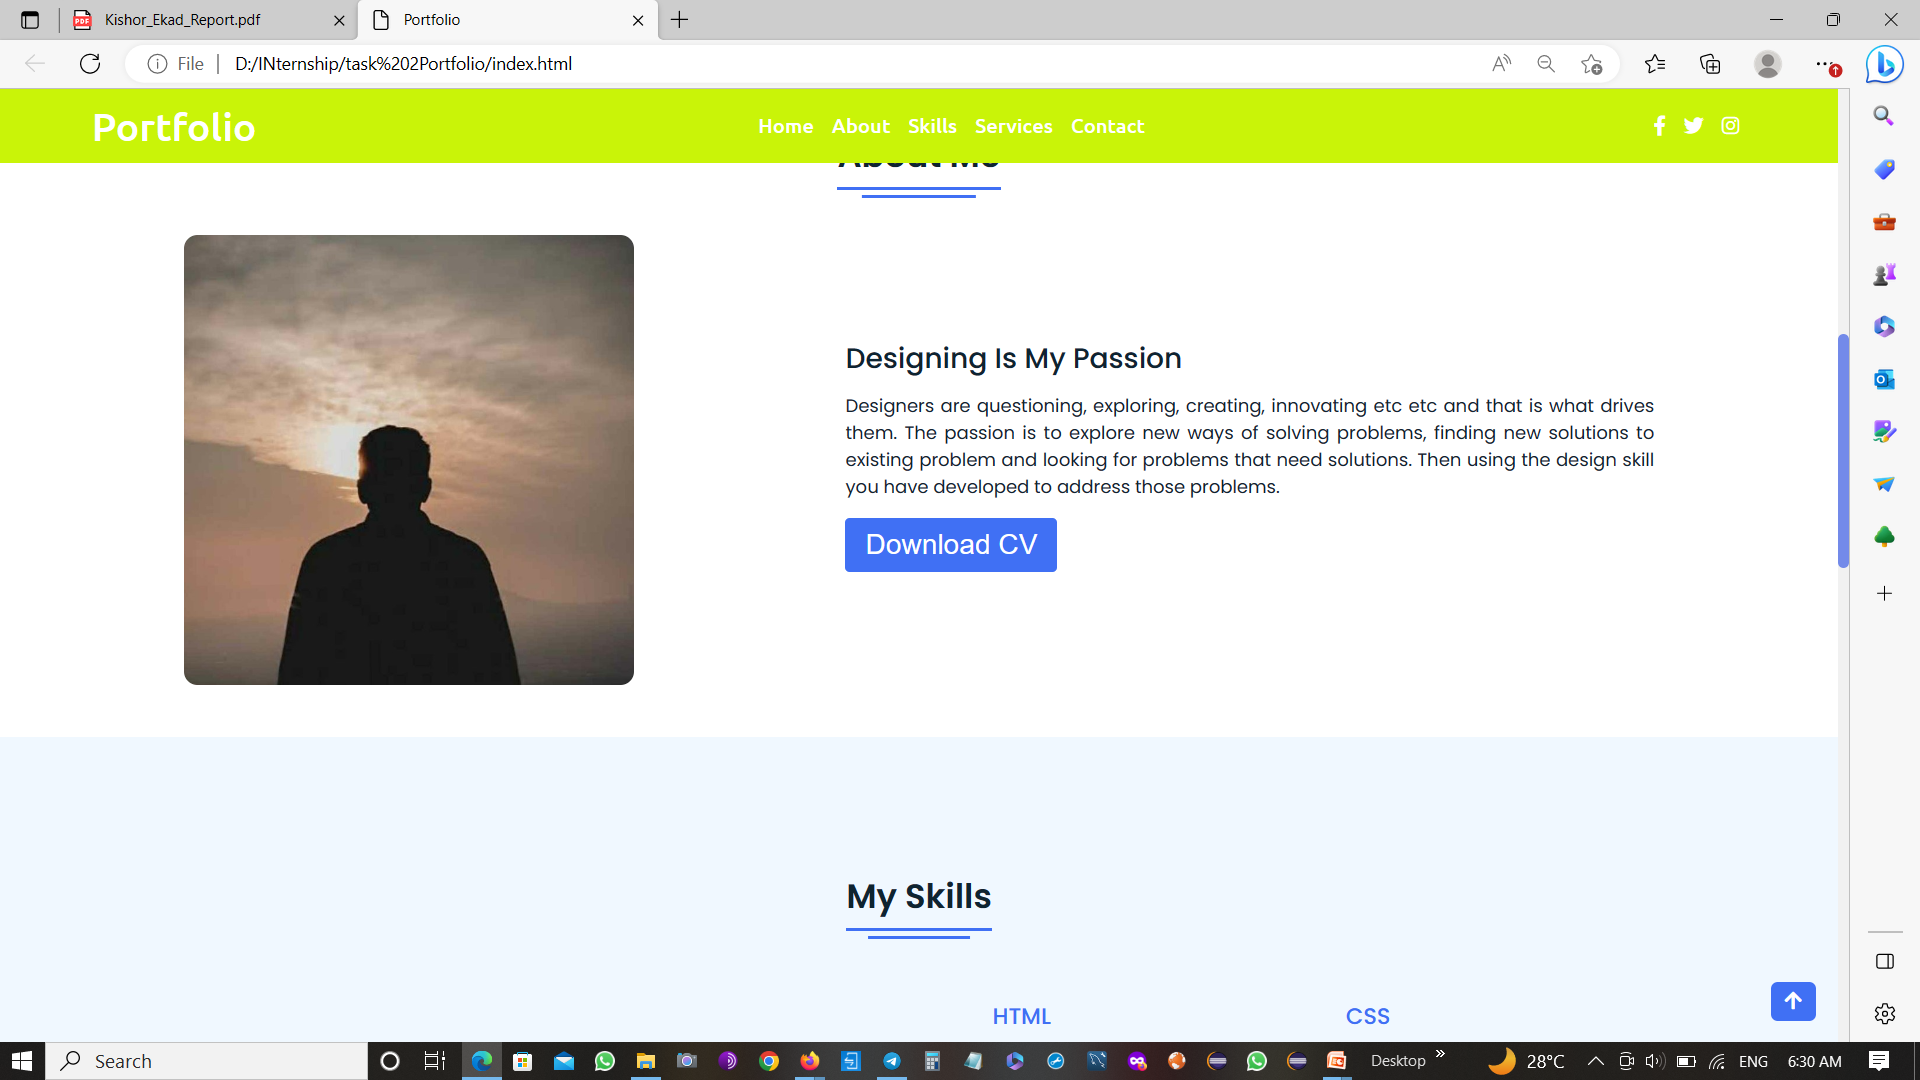 Kishor_Ekad_Report.pdf
Portfolio
File
D:/INternship/task%202Portfolio/index.html
Portfolio
Home About Skills Services Contact
About Me
Designing Is My Passion
Designers are questioning, exploring, creating, innovating etc etc and that is what drives
them. The passion is to explore new ways of solving problems, finding new solutions to
existing problem and looking for problems that need solutions. Then using the design skill
you have developed to address those problems.
Download CV
My Skills
HTML CSS
Search
Desktop
28°C
ENG
6:30 AM